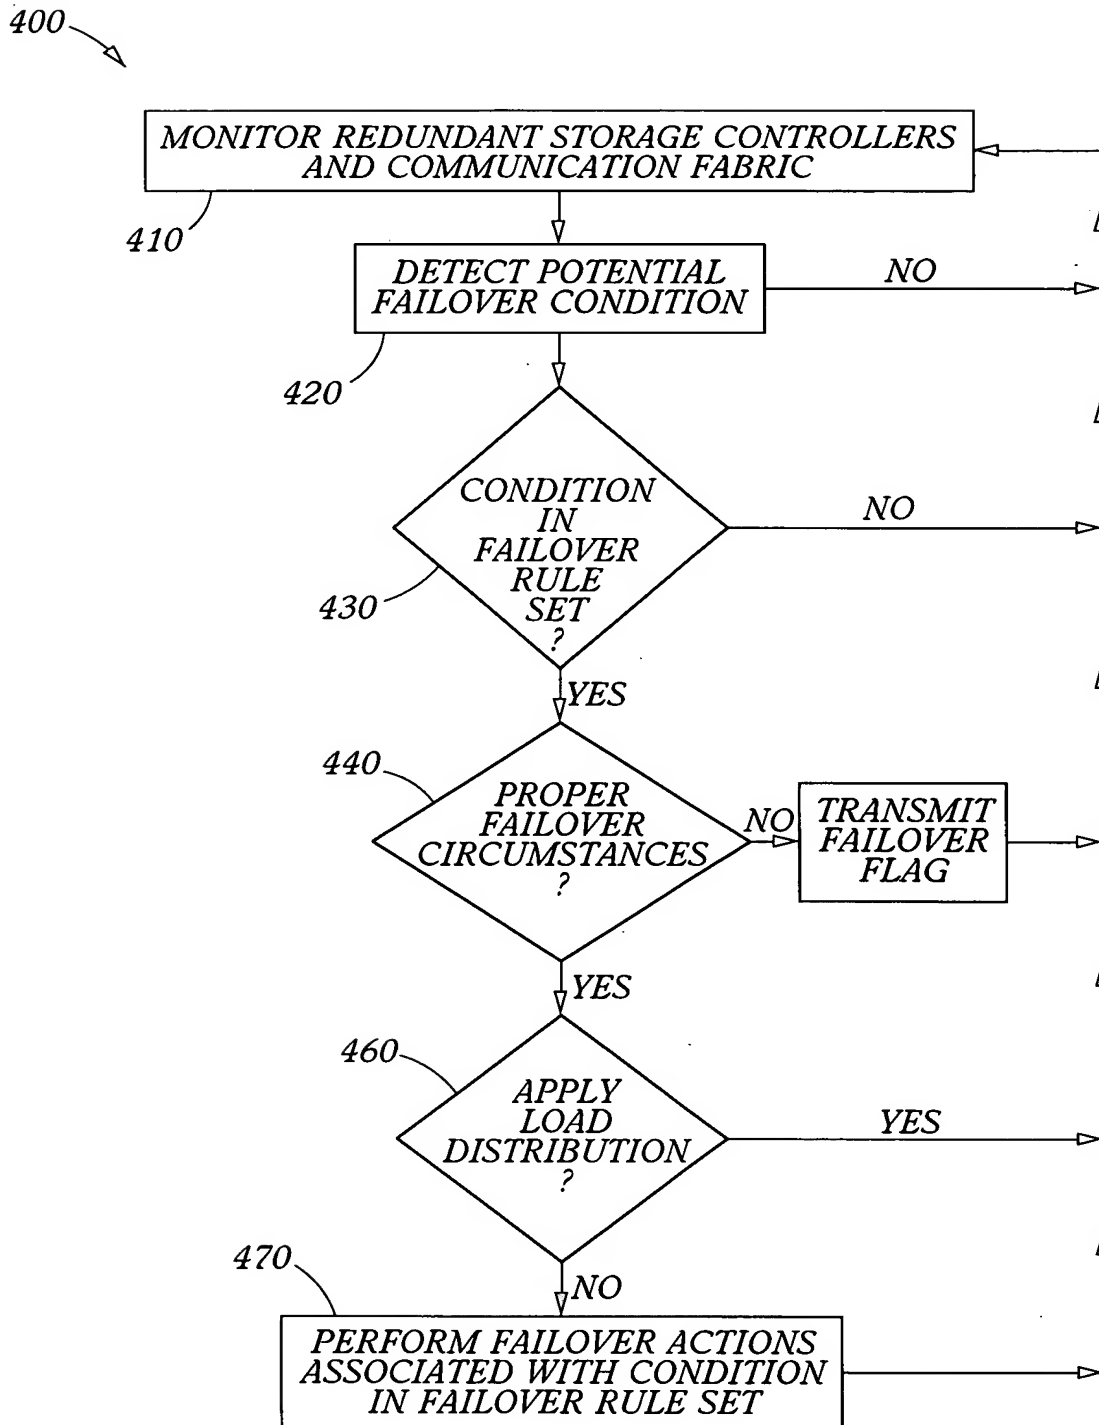 400
MONITOR REDUNDANT STORAGE CONTROLLERS
AND COMMUNICATION FABRIC
410
DETECT POTENTIAL
FAILOVER CONDITION
NO
420
CONDITION
IN
FAILOVER
RULE
SET
?
NO
430
YES
440
PROPER
FAILOVER
CIRCUMSTANCES
?
NO
TRANSMIT
FAILOVER
FLAG
YES
460
APPLY
LOAD
DISTRIBUTION
?
YES
470
NO
PERFORM FAILOVER ACTIONS
ASSOCIATED WITH CONDITION
IN FAILOVER RULE SET